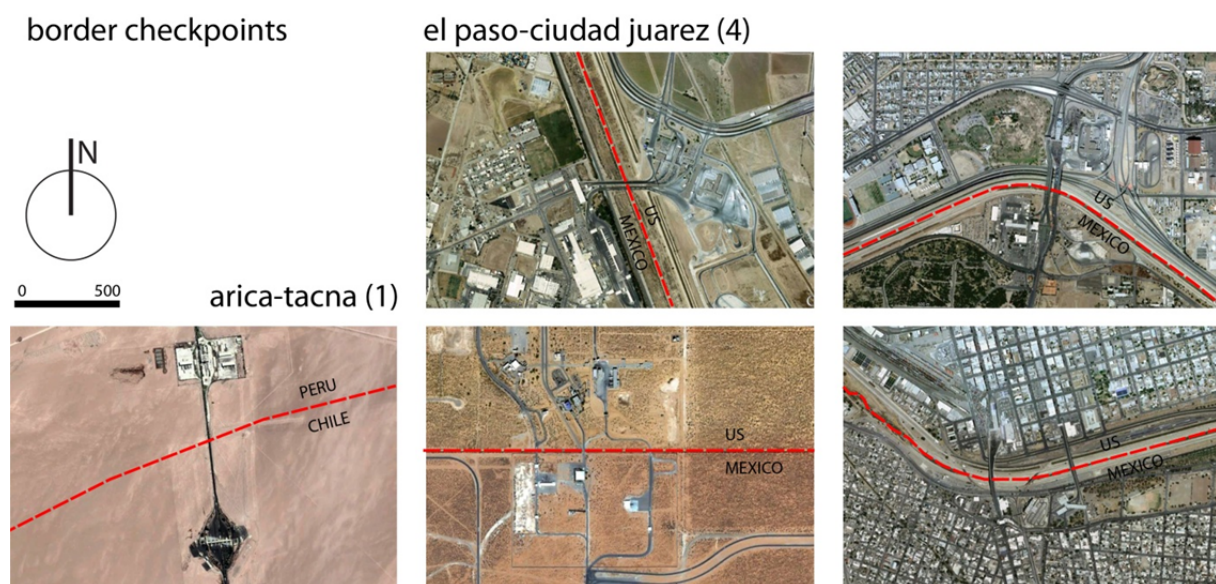 border checkpoints
el paso-ciudad juarez (4)
N
0 500
arica-tacna (1)
US
MEXICO
US
MEXICO
PERU
CHILE
US
MEXICO
US
MEXICO